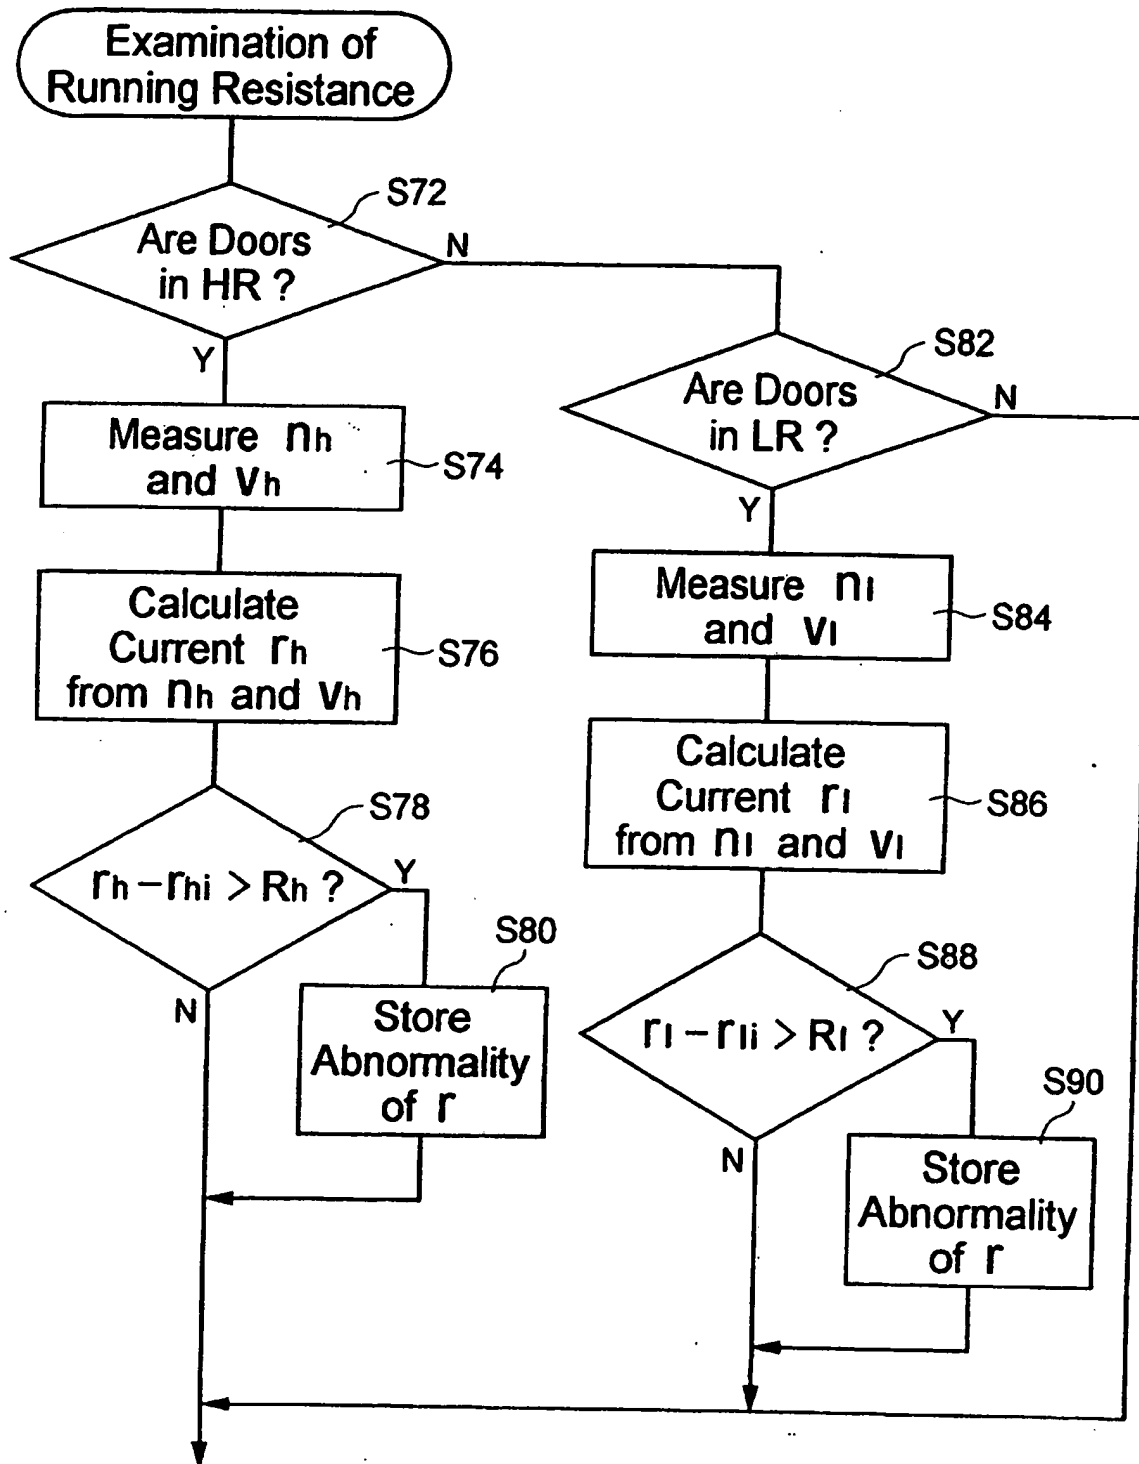 Examination of
Running Resistance
S72
Are Doors
in HR ?
N
Y
Measure nh
and vh
S74
Calculate
Current rh
from nh and vh
S76
S78
rh – rhi > Rh ?
Y
N
S80
Store
Abnormality
of r
S82
Are Doors
in LR ?
N
Y
Measure nl
and vl
S84
Calculate
Current rl
from nl and vl
S86
S88
rl – rli > Rl ?
Y
N
S90
Store
Abnormality
of r